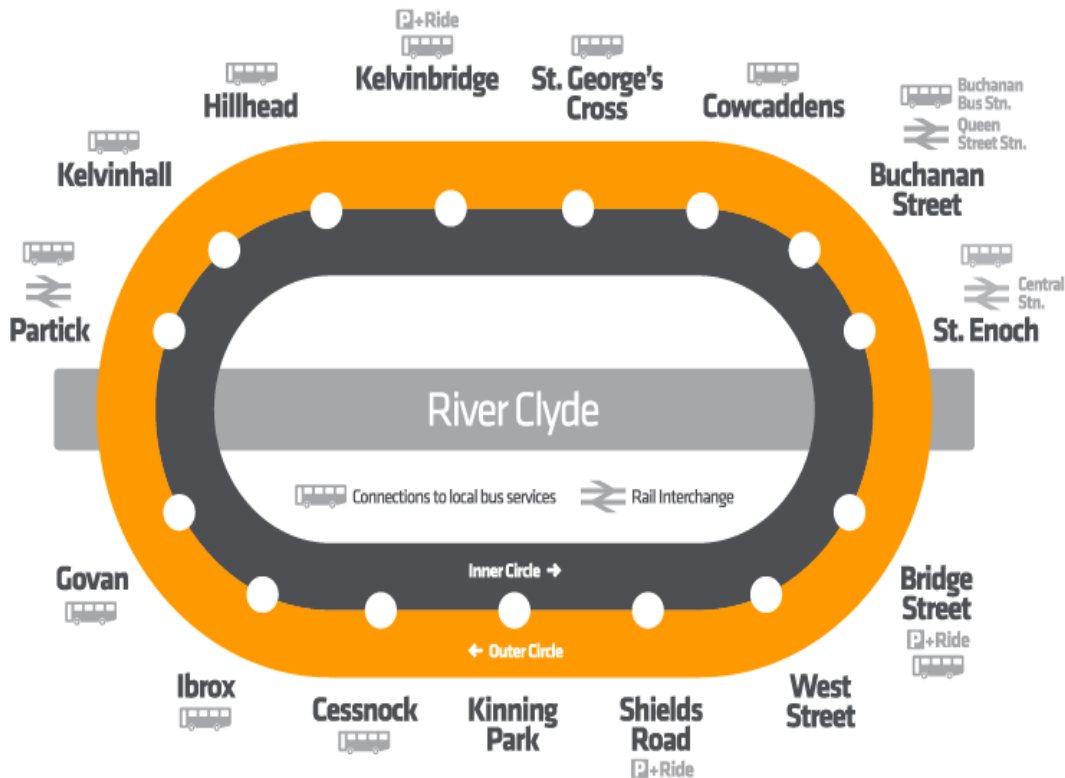 P+Ride
Kelvinbridge
St. George's
Cross
Hillhead
Cowcaddens
Buchanan
Bus Stn.
Queen
Street Stn.
Kelvinhall
Buchanan
Street
Partick
Central
Stn.
St. Enoch
River Clyde
Connections to local bus services
Rail Interchange
Inner Circle →
← Outer Circle
Govan
Bridge
Street
P+Ride
Ibrox
Cessnock
Kinning
Park
Shields
Road
P+Ride
West
Street